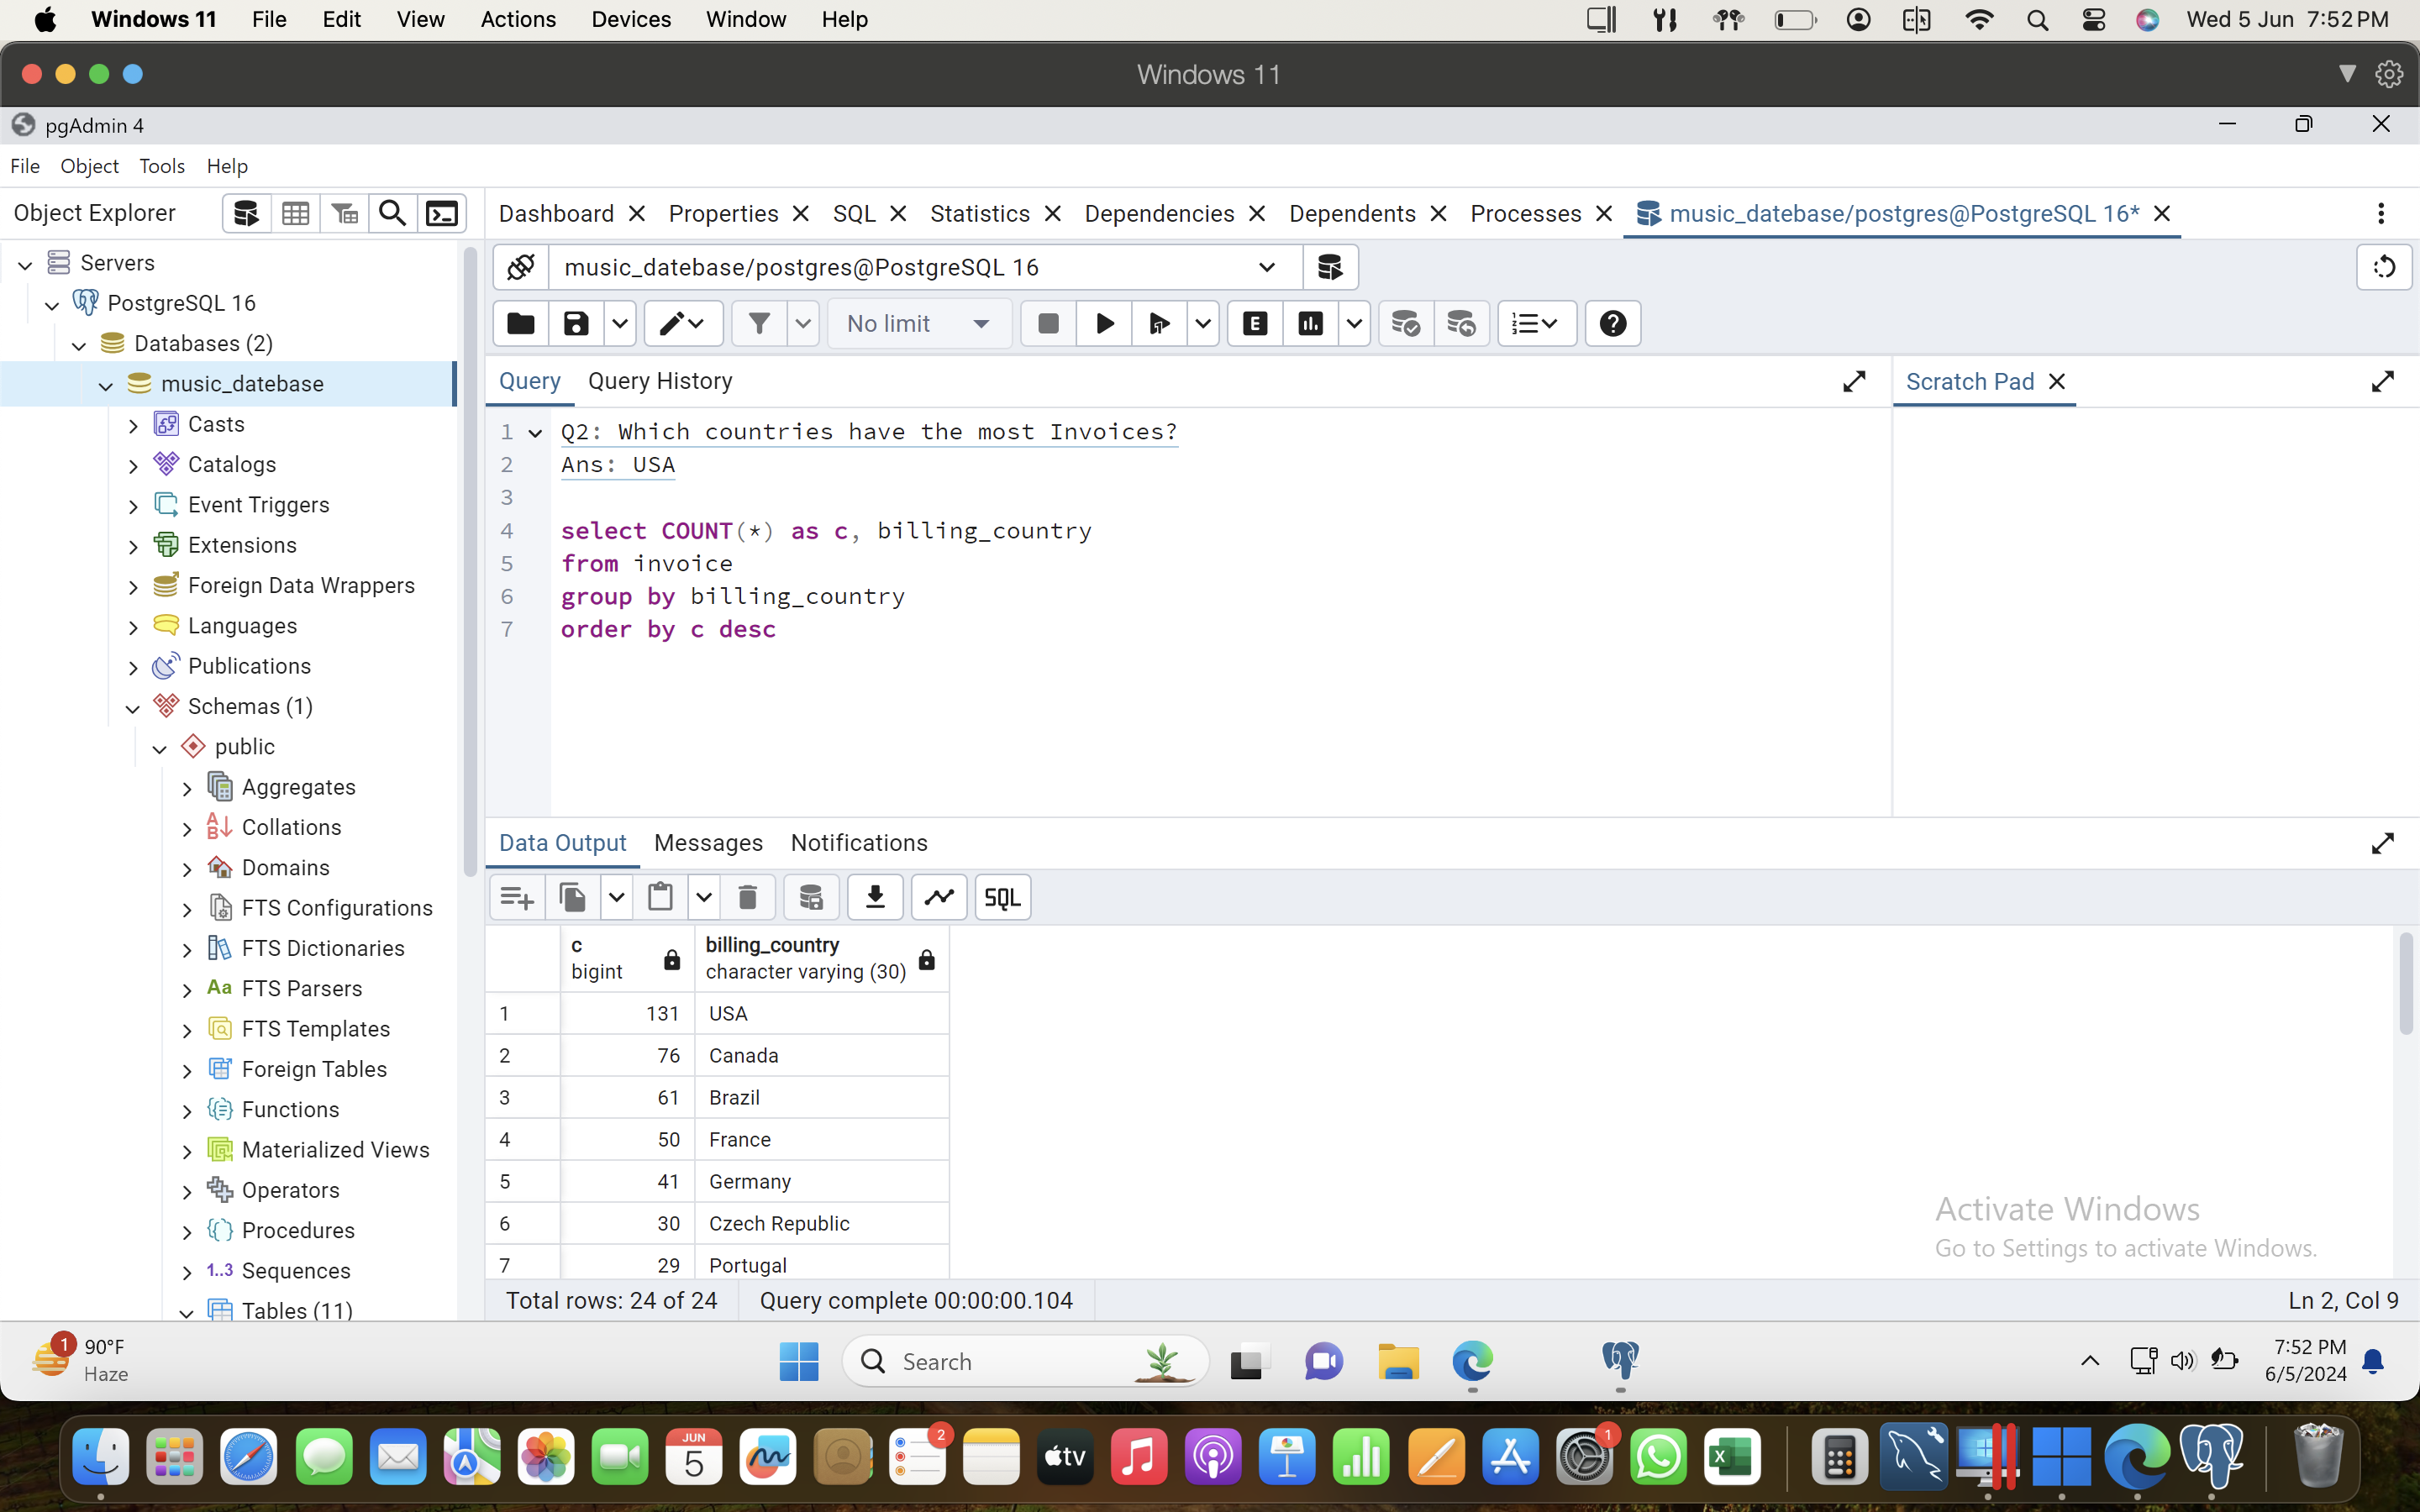 Windows 11 File Edit View Actions Devices Window Help Wed 5 Jun 7:52 PM
Windows 11
pgAdmin 4
File Object Tools Help
Object Explorer
Dashboard Properties SQL Statistics Dependencies Dependents Processes music_datebase/postgres@PostgreSQL 16*
Servers
PostgreSQL 16
Databases (2)
music_datebase
Casts
Catalogs
Event Triggers
Extensions
Foreign Data Wrappers
Languages
Publications
Schemas (1)
public
Aggregates
Collations
Domains
FTS Configurations
FTS Dictionaries
Aa FTS Parsers
FTS Templates
Foreign Tables
Functions
Materialized Views
Operators
Procedures
1..3 Sequences
Tables (11)
music_datebase/postgres@PostgreSQL 16
No limit E
Query Query History
Scratch Pad
1 Q2: Which countries have the most Invoices?
2 Ans: USA
3
4 select COUNT(*) as c, billing_country
5 from invoice
6 group by billing_country
7 order by c desc
Data Output Messages Notifications
SQL
c billing_country
bigint character varying (30)
1 131 USA
2 76 Canada
3 61 Brazil
4 50 France
5 41 Germany
6 30 Czech Republic
7 29 Portugal
Activate Windows
Go to Settings to activate Windows.
Total rows: 24 of 24 Query complete 00:00:00.104 Ln 2, Col 9
1 90°F
Haze
Search
7:52 PM
6/5/2024
JUN
5
2
tv
1
X